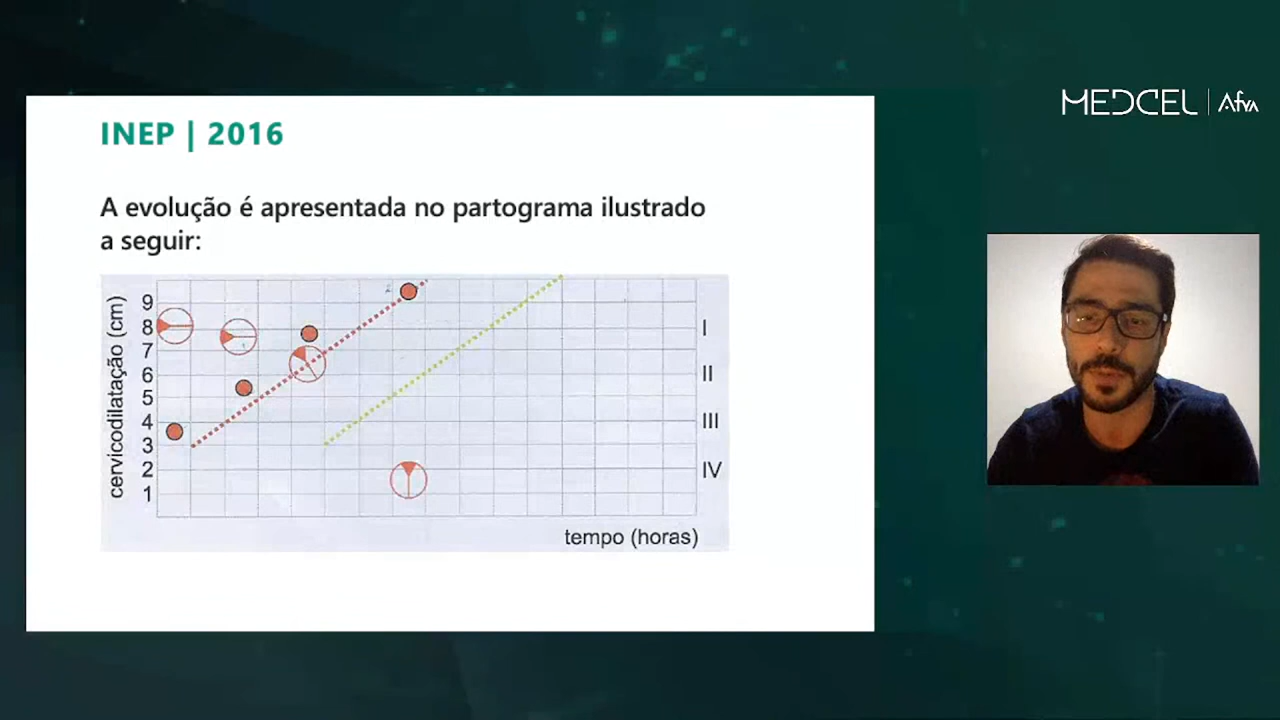 INEP | 2016
MEDCEL | Afya
A evolução é apresentada no partograma ilustrado
a seguir:
cervicodilatação (cm)
9
8
7
6
5
4
3
2
1
I
II
III
IV
tempo (horas)